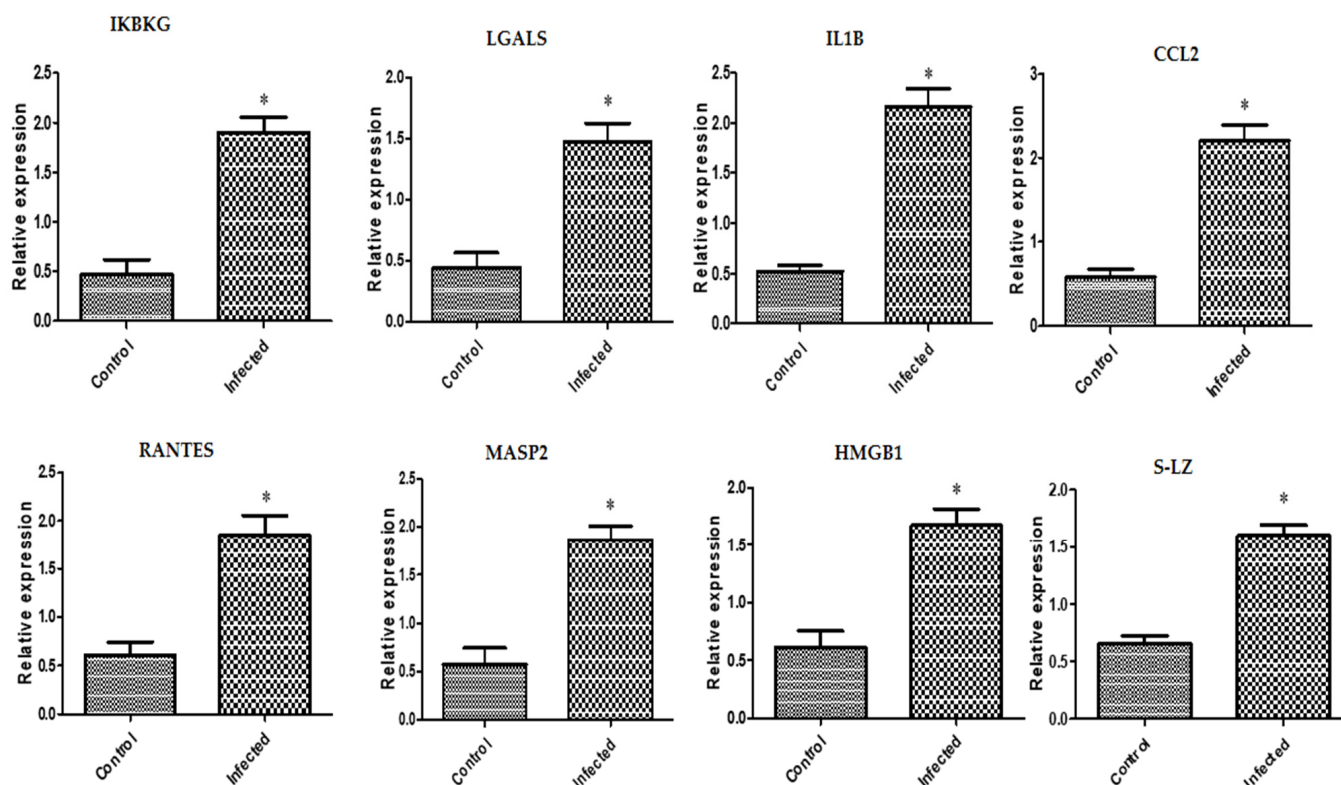 IKBKG
Relative expression
2.5
2.0
1.5
1.0
0.5
0.0
*
Control
Infected
LGALS
Relative expression
2.0
1.5
1.0
0.5
0.0
*
Control
Infected
IL1B
Relative expression
2.5
2.0
1.5
1.0
0.5
0.0
*
Control
Infected
CCL2
Relative expression
3
2
1
0
*
Control
Infected
RANTES
Relative expression
2.5
2.0
1.5
1.0
0.5
0.0
*
Control
Infected
MASP2
Relative expression
2.5
2.0
1.5
1.0
0.5
0.0
*
Control
Infected
HMGB1
Relative expression
2.0
1.5
1.0
0.5
0.0
*
Control
Infected
S-LZ
Relative expression
2.0
1.5
1.0
0.5
0.0
*
Control
Infected